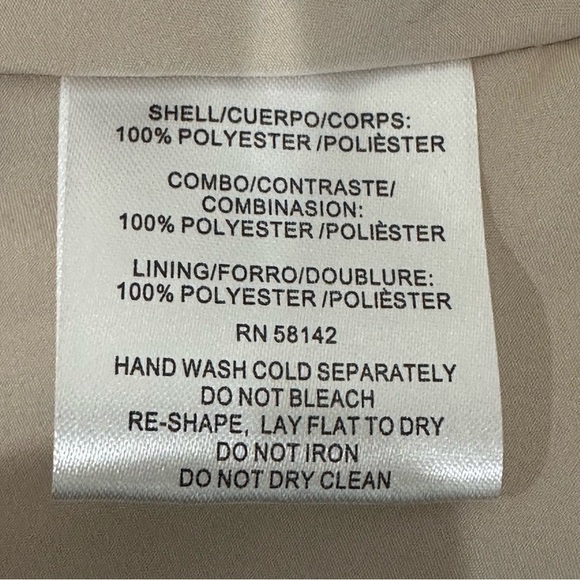 SHELL/CUERPO/CORPS:
100% POLYESTER /POLIÈSTER
COMBO/CONTRASTE/
COMBINASION:
100% POLYESTER /POLIÈSTER
LINING/FORRO/DOUBLURE:
100% POLYESTER /POLIÈSTER
RN 58142
HAND WASH COLD SEPARATELY
DO NOT BLEACH
RE-SHAPE, LAY FLAT TO DRY
DO NOT IRON
DO NOT DRY CLEAN